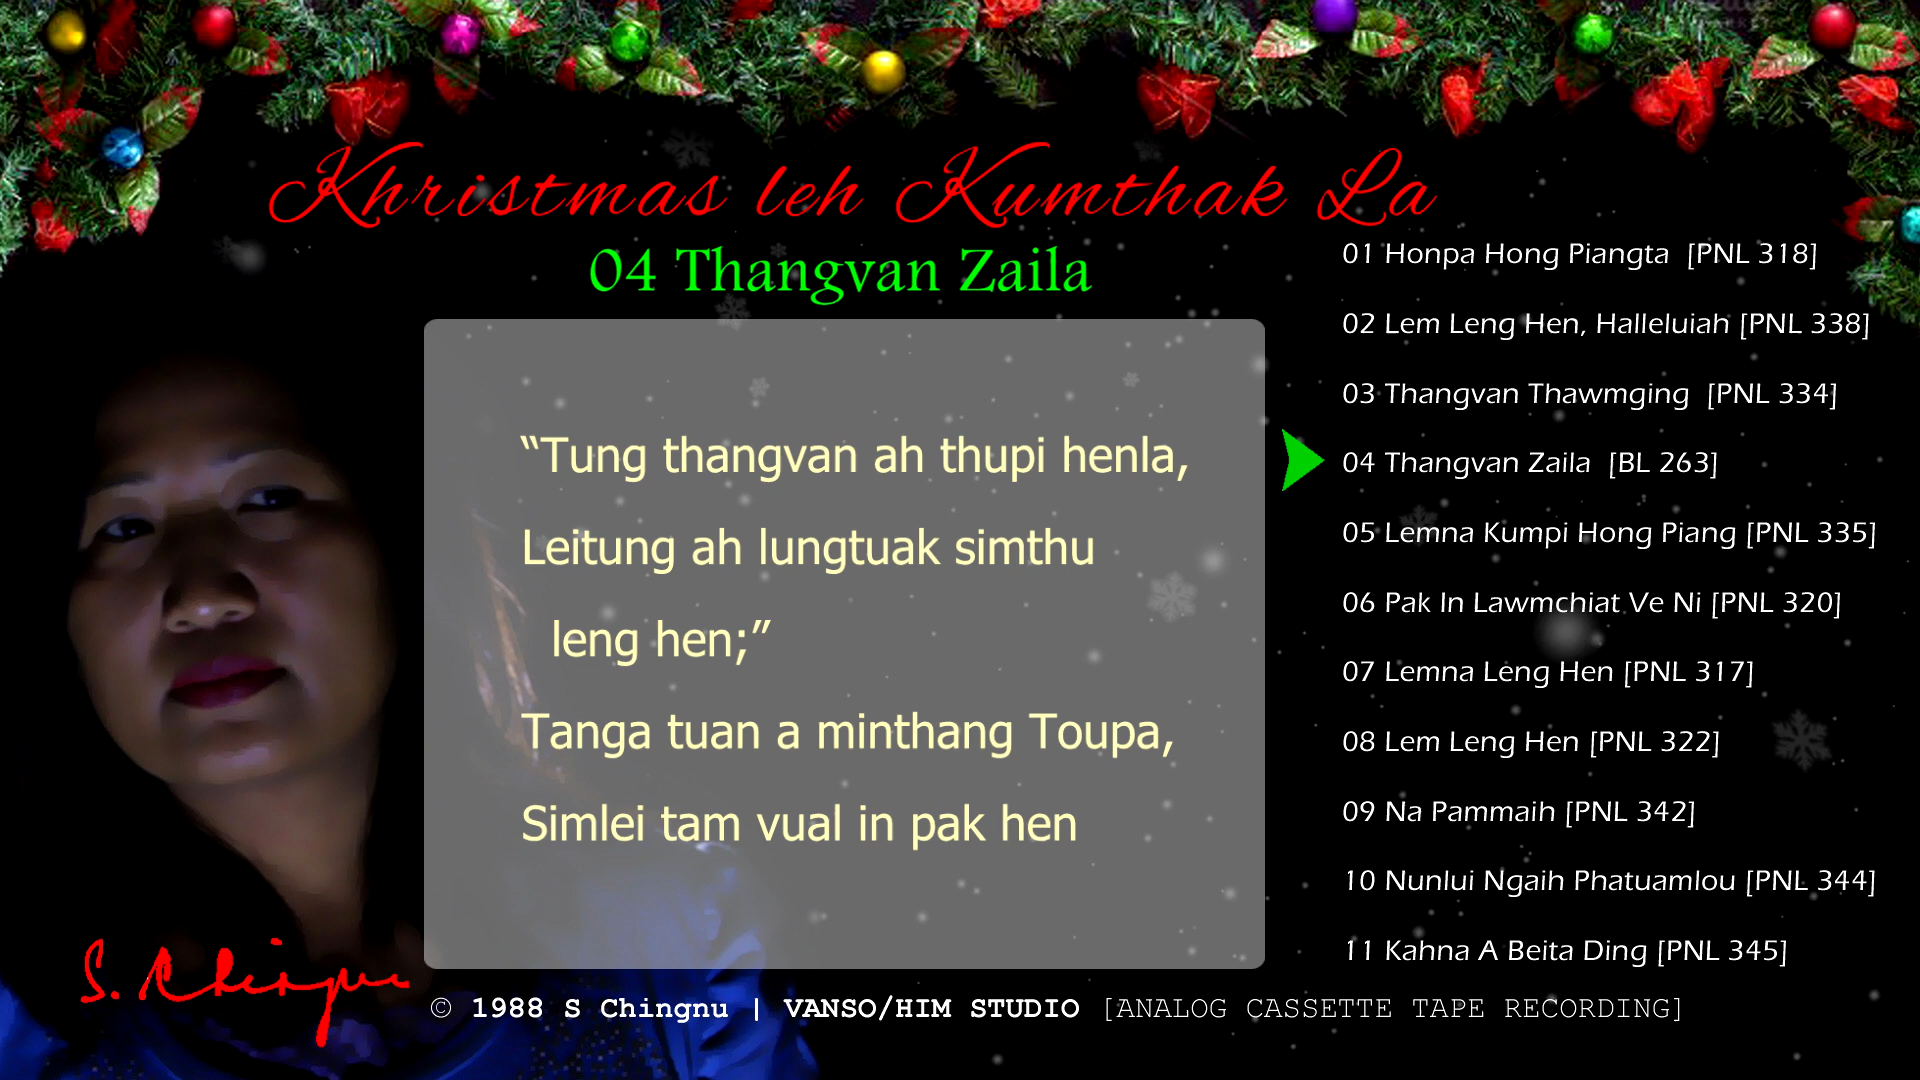 Khristmas leh Kumthak La
04 Thangvan Zaila
“Tung thangvan ah thupi henla,
Leitung ah lungtuak simthu
leng hen;”
Tanga tuan a minthang Toupa,
Simlei tam vual in pak hen
01 Honpa Hong Piangta [PNL 318]
02 Lem Leng Hen, Halleluiah [PNL 338]
03 Thangvan Thawmging [PNL 334]
04 Thangvan Zaila [BL 263]
05 Lemna Kumpi Hong Piang [PNL 335]
06 Pak In Lawmchiat Ve Ni [PNL 320]
07 Lemna Leng Hen [PNL 317]
08 Lem Leng Hen [PNL 322]
09 Na Pammaih [PNL 342]
10 Nunlui Ngaih Phatuamlou [PNL 344]
11 Kahna A Beita Ding [PNL 345]
S. Chingnu
© 1988 S Chingnu | VANSO/HIM STUDIO [ANALOG CASSETTE TAPE RECORDING]